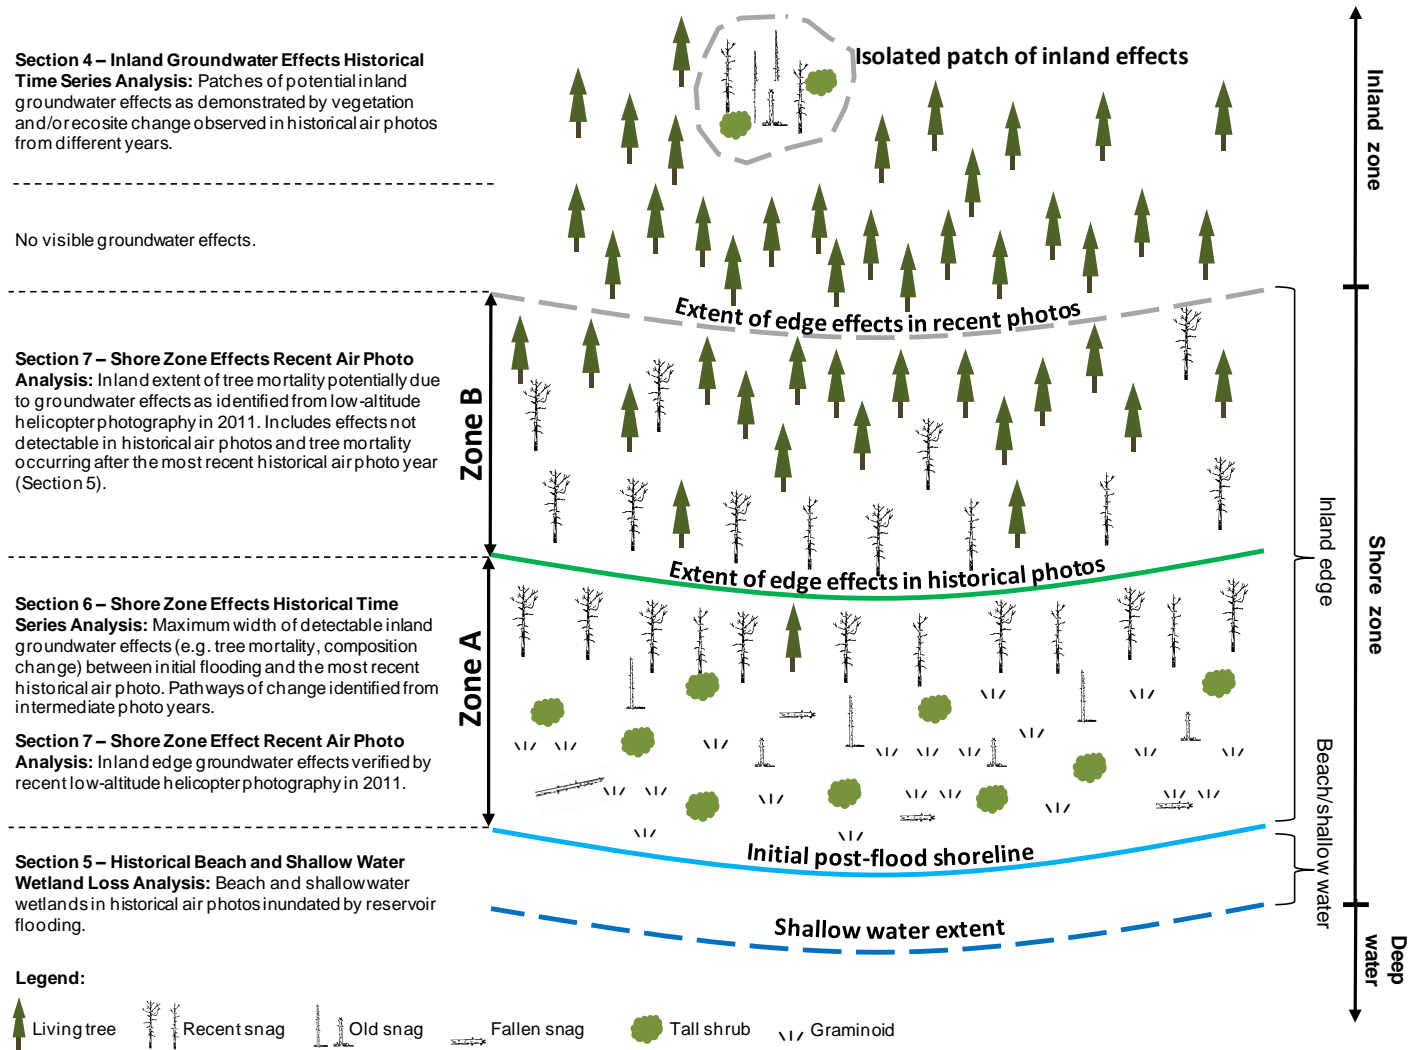 Section 4 – Inland Groundwater Effects Historical
Time Series Analysis: Patches of potential inland
groundwater effects as demonstrated by vegetation
and/or ecosite change observed in historical air photos
from different years.
Isolated patch of inland effects
Inland zone
No visible groundwater effects.
Extent of edge effects in recent photos
Section 7 – Shore Zone Effects Recent Air Photo
Analysis: Inland extent of tree mortality potentially due
to groundwater effects as identified from low-altitude
helicopter photography in 2011. Includes effects not
detectable in historical air photos and tree mortality
occurring after the most recent historical air photo year
(Section 5).
Zone B
Inland edge
Shore zone
Extent of edge effects in historical photos
Section 6 – Shore Zone Effects Historical Time
Series Analysis: Maximum width of detectable inland
groundwater effects (e.g. tree mortality, composition
change) between initial flooding and the most recent
historical air photo. Pathways of change identified from
intermediate photo years.
Section 7 – Shore Zone Effect Recent Air Photo
Analysis: Inland edge groundwater effects verified by
recent low-altitude helicopter photography in 2011.
Zone A
Beach/shallow water
Initial post-flood shoreline
Section 5 – Historical Beach and Shallow Water
Wetland Loss Analysis: Beach and shallow water
wetlands in historical air photos inundated by reservoir
flooding.
Shallow water extent
Deep
water
Legend:
Living tree
Recent snag
Old snag
Fallen snag
Tall shrub
Graminoid